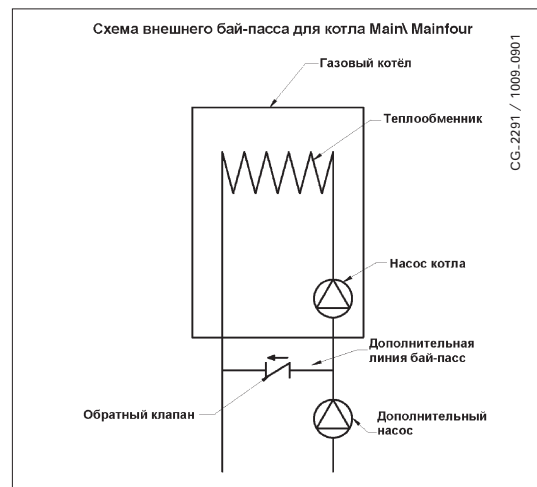 Схема внешнего бай-пасса для котла Main\ Mainfour
Газовый котёл
CG_2291 / 1009_0901
Теплообменник
Насос котла
Дополнительная
линия бай-пасс
Обратный клапан
Дополнительный
насос